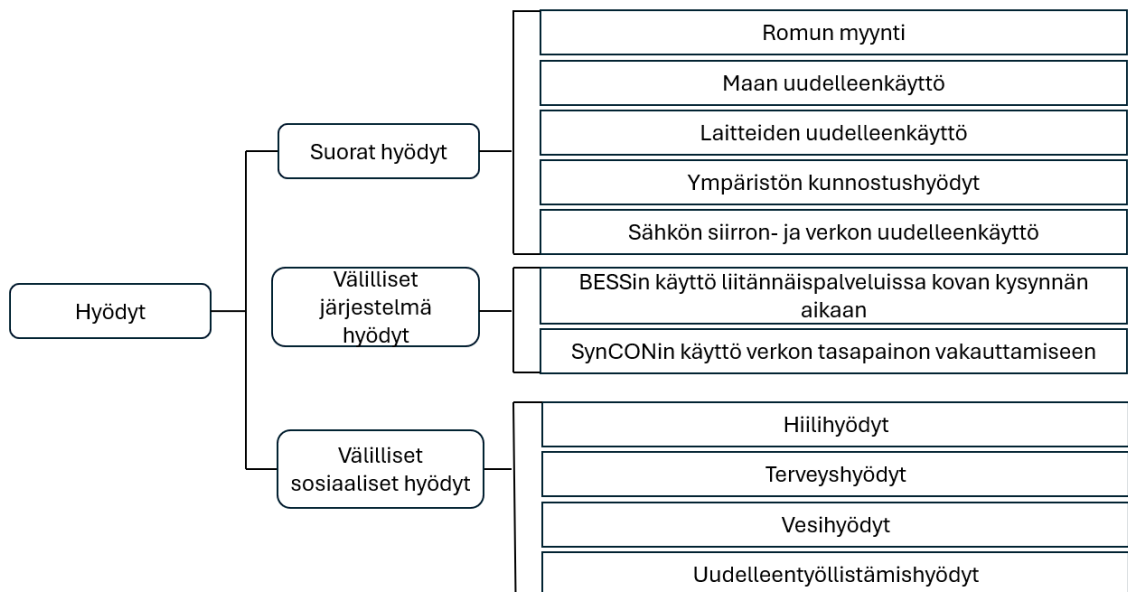 Hyödyt
Suorat hyödyt
Romun myynti
Maan uudelleenkäyttö
Laitteiden uudelleenkäyttö
Ympäristön kunnostushyödyt
Sähkön siirron- ja verkon uudelleenkäyttö
Välilliset
järjestelmä
hyödyt
BESSin käyttö liitännäispalveluissa kovan kysynnän
aikaan
SynCONin käyttö verkon tasapainon vakauttamiseen
Välilliset
sosiaaliset hyödyt
Hiilihyödyt
Terveyshyödyt
Vesihyödyt
Uudelleentyöllistämishyödyt